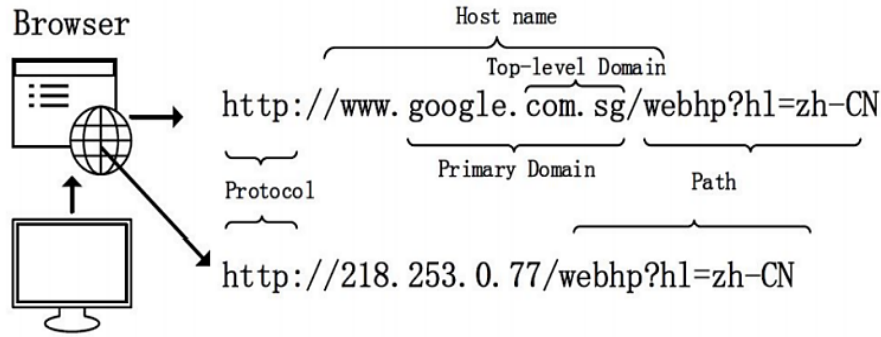 Browser
Host name
Top-level Domain
http://www.google.com.sg/webhp?hl=zh-CN
Protocol
Primary Domain
Path
http://218.253.0.77/webhp?hl=zh-CN